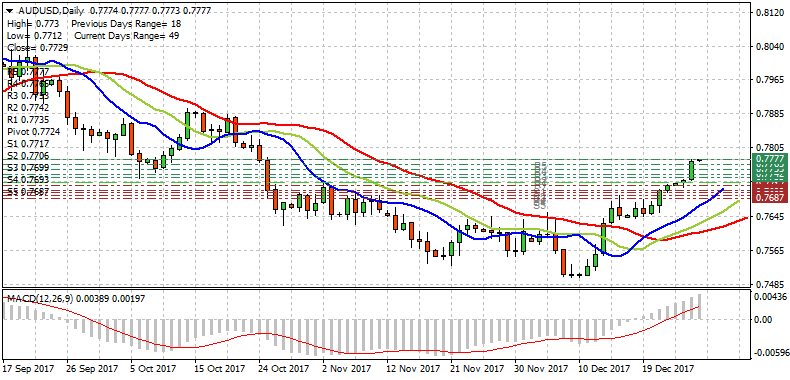 AUDUSD,Daily 0.7774 0.7777 0.7773 0.7777
High= 0.773 Previous Days Range= 18
Low= 0.7712 Current Days Range= 49
Close= 0.7729
R5 0.7777
R3 0.7753
R2 0.7742
R1 0.7735
Pivot 0.7724
S1 0.7717
S2 0.7706
S3 0.7699
S4 0.7693
S5 0.7687
0.8120
0.8040
0.7965
0.7885
0.7805
0.7777
0.7687
0.7645
0.7565
0.7485
MACD(12,26,9) 0.00389 0.00197
0.00436
0.00
-0.00596
17 Sep 2017 26 Sep 2017 5 Oct 2017 15 Oct 2017 24 Oct 2017 2 Nov 2017 12 Nov 2017 21 Nov 2017 30 Nov 2017 10 Dec 2017 19 Dec 2017